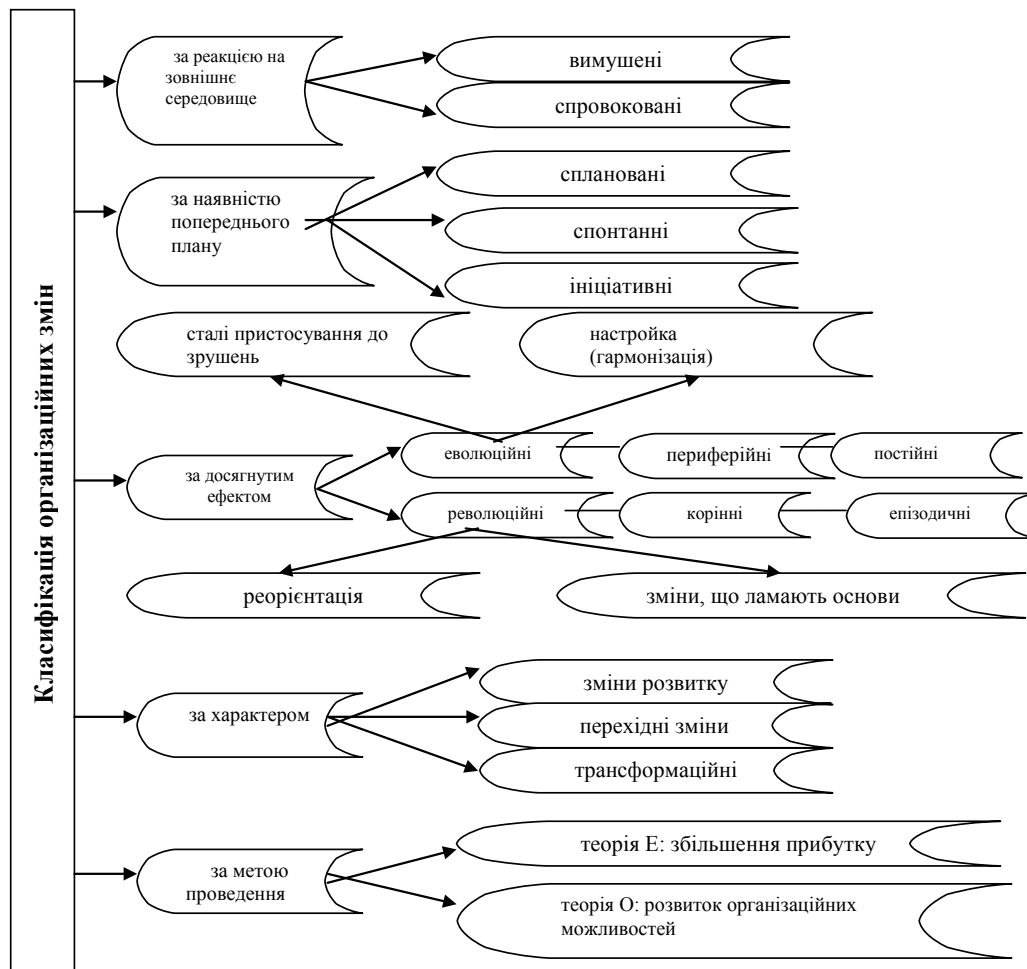 Класифікація організаційних змін
за реакцією на
зовнішнє
середовище
вимушені
спровоковані
за наявністю
попереднього
плану
сплановані
спонтанні
ініціативні
сталі пристосування до
зрушень
настройка
(гармонізація)
за досягнутим
ефектом
еволюційні
периферійні
постійні
революційні
корінні
епізодичні
реорієнтація
зміни, що ламають основи
за характером
зміни розвитку
перехідні зміни
трансформаційні
за метою
проведення
теорія Е: збільшення прибутку
теорія О: розвиток організаційних
можливостей